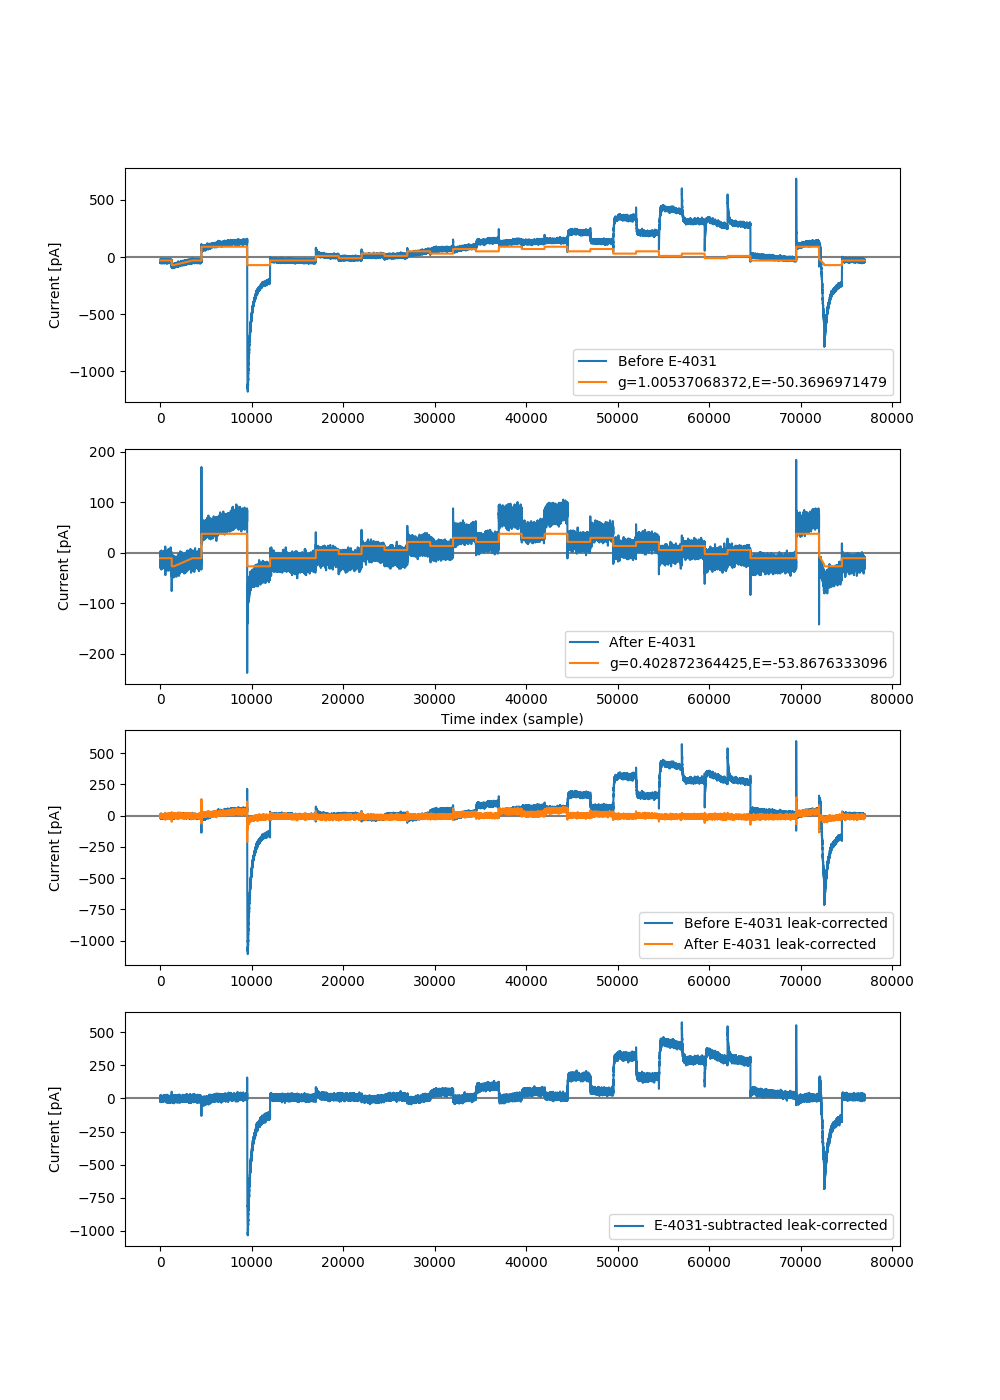 500
0
−500
−1000
Current [pA]
Before E-4031
g=1.00537068372,E=-50.3696971479
0 10000 20000 30000 40000 50000 60000 70000 80000
200
100
0
−100
−200
Current [pA]
After E-4031
g=0.402872364425,E=-53.8676333096
0 10000 20000 30000 40000 50000 60000 70000 80000
Time index (sample)
500
250
0
−250
−500
−750
−1000
Current [pA]
Before E-4031 leak-corrected
After E-4031 leak-corrected
0 10000 20000 30000 40000 50000 60000 70000 80000
500
250
0
−250
−500
−750
−1000
Current [pA]
E-4031-subtracted leak-corrected
0 10000 20000 30000 40000 50000 60000 70000 80000